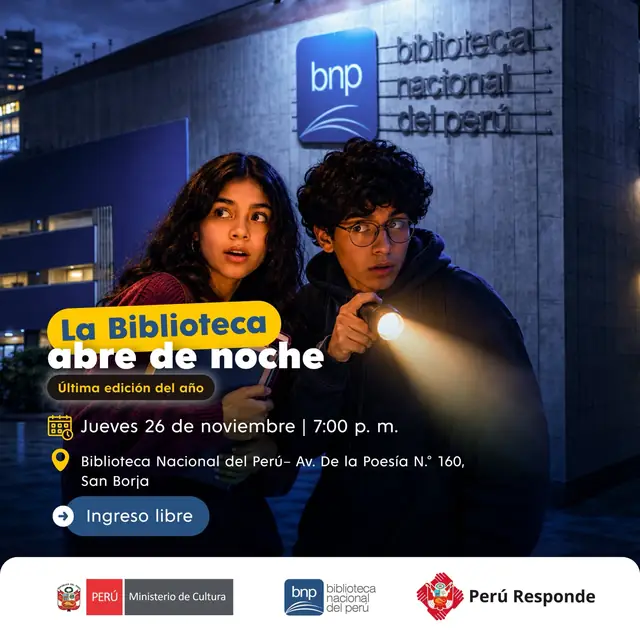 bnp
biblioteca
nacional
del perú
La Biblioteca
abre de noche
Última edición del año
Jueves 26 de noviembre | 7:00 p. m.
Biblioteca Nacional del Perú– Av. De la Poesía N.° 160,
San Borja
Ingreso libre
PERÚ Ministerio de Cultura
bnp
biblioteca
nacional
del perú
Perú Responde